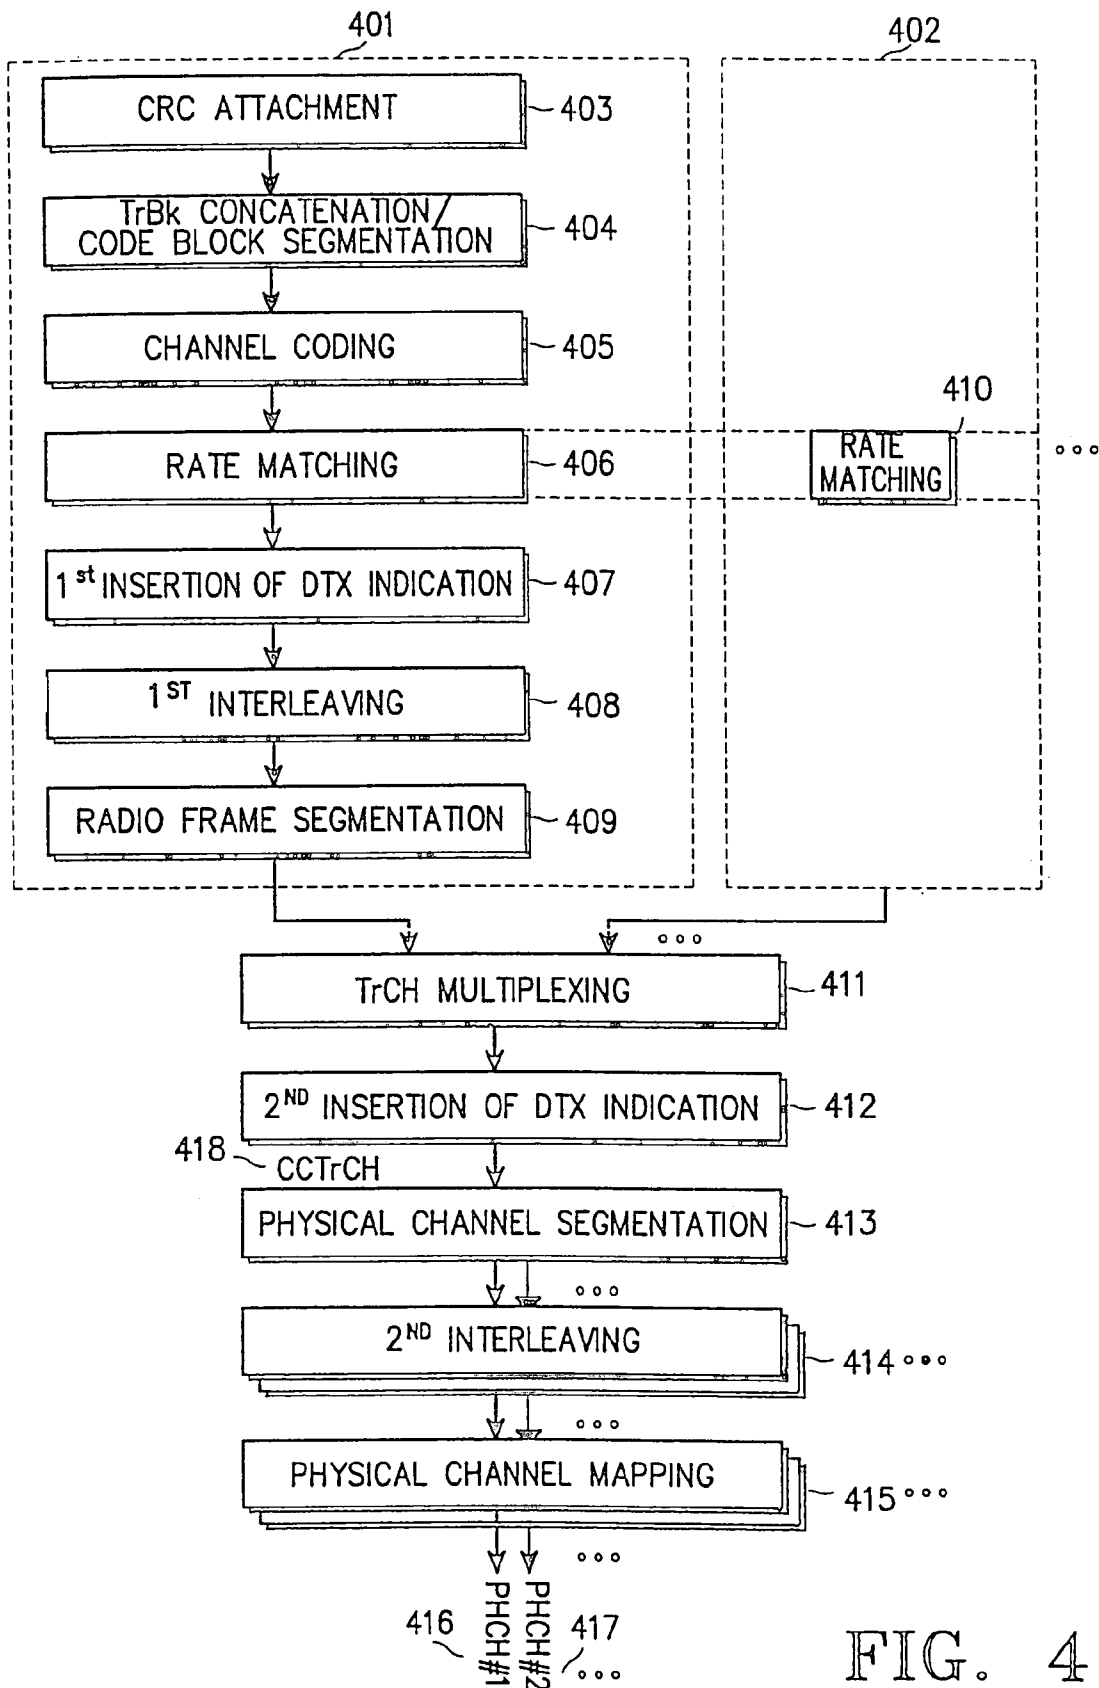 401
402
CRC ATTACHMENT
403
TrBk CONCATENATION/
CODE BLOCK SEGMENTATION
404
CHANNEL CODING
405
410
RATE MATCHING
406
RATE
MATCHING
1st INSERTION OF DTX INDICATION
407
1ST INTERLEAVING
408
RADIO FRAME SEGMENTATION
409
TrCH MULTIPLEXING
411
2ND INSERTION OF DTX INDICATION
412
418
CCTrCH
PHYSICAL CHANNEL SEGMENTATION
413
2ND INTERLEAVING
414
PHYSICAL CHANNEL MAPPING
415
416
PHCH#1
PHCH#2
417
FIG. 4